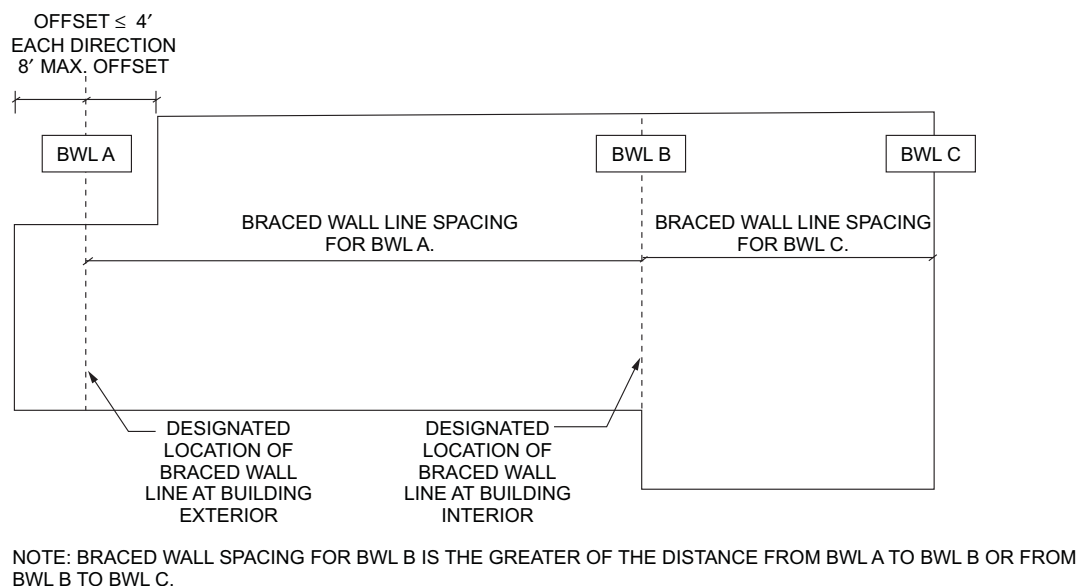 OFFSET ≤ 4′
EACH DIRECTION
8′ MAX. OFFSET
BWL A
BWL B
BWL C
BRACED WALL LINE SPACING
FOR BWL A.
BRACED WALL LINE SPACING
FOR BWL C.
DESIGNATED
LOCATION OF
BRACED WALL
LINE AT BUILDING
EXTERIOR
DESIGNATED
LOCATION OF
BRACED WALL
LINE AT BUILDING
INTERIOR
NOTE: BRACED WALL SPACING FOR BWL B IS THE GREATER OF THE DISTANCE FROM BWL A TO BWL B OR FROM
BWL B TO BWL C.